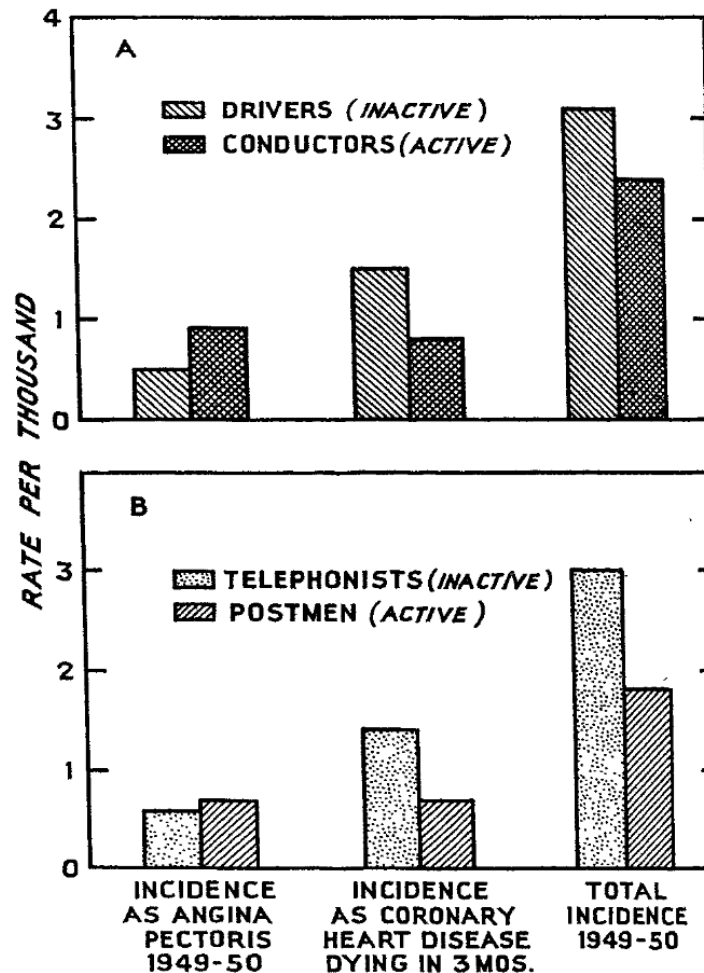 RATE PER THOUSAND
4
3
2
1
0
A
DRIVERS (INACTIVE)
CONDUCTORS (ACTIVE)
3
2
1
0
B
TELEPHONISTS (INACTIVE)
POSTMEN (ACTIVE)
INCIDENCE
AS ANGINA
PECTORIS
1949-50
INCIDENCE
AS CORONARY
HEART DISEASE
DYING IN 3 MOS.
TOTAL
INCIDENCE
1949-50